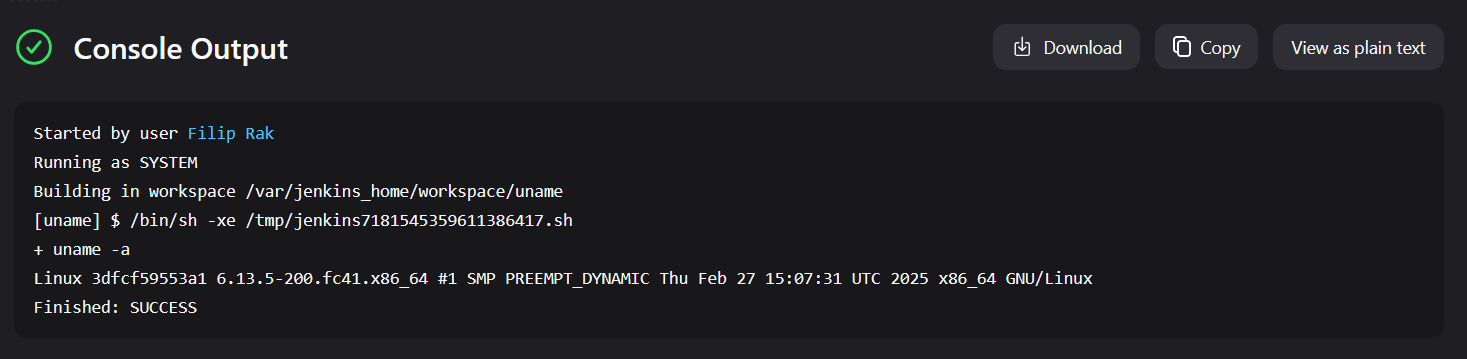 Console Output
Download
Copy
View as plain text
Started by user Filip Rak
Running as SYSTEM
Building in workspace /var/jenkins_home/workspace/uname
[uname] $ /bin/sh -xe /tmp/jenkins7181545359611386417.sh
+ uname -a
Linux 3dfcf59553a1 6.13.5-200.fc41.x86_64 #1 SMP PREEMPT_DYNAMIC Thu Feb 27 15:07:31 UTC 2025 x86_64 GNU/Linux
Finished: SUCCESS